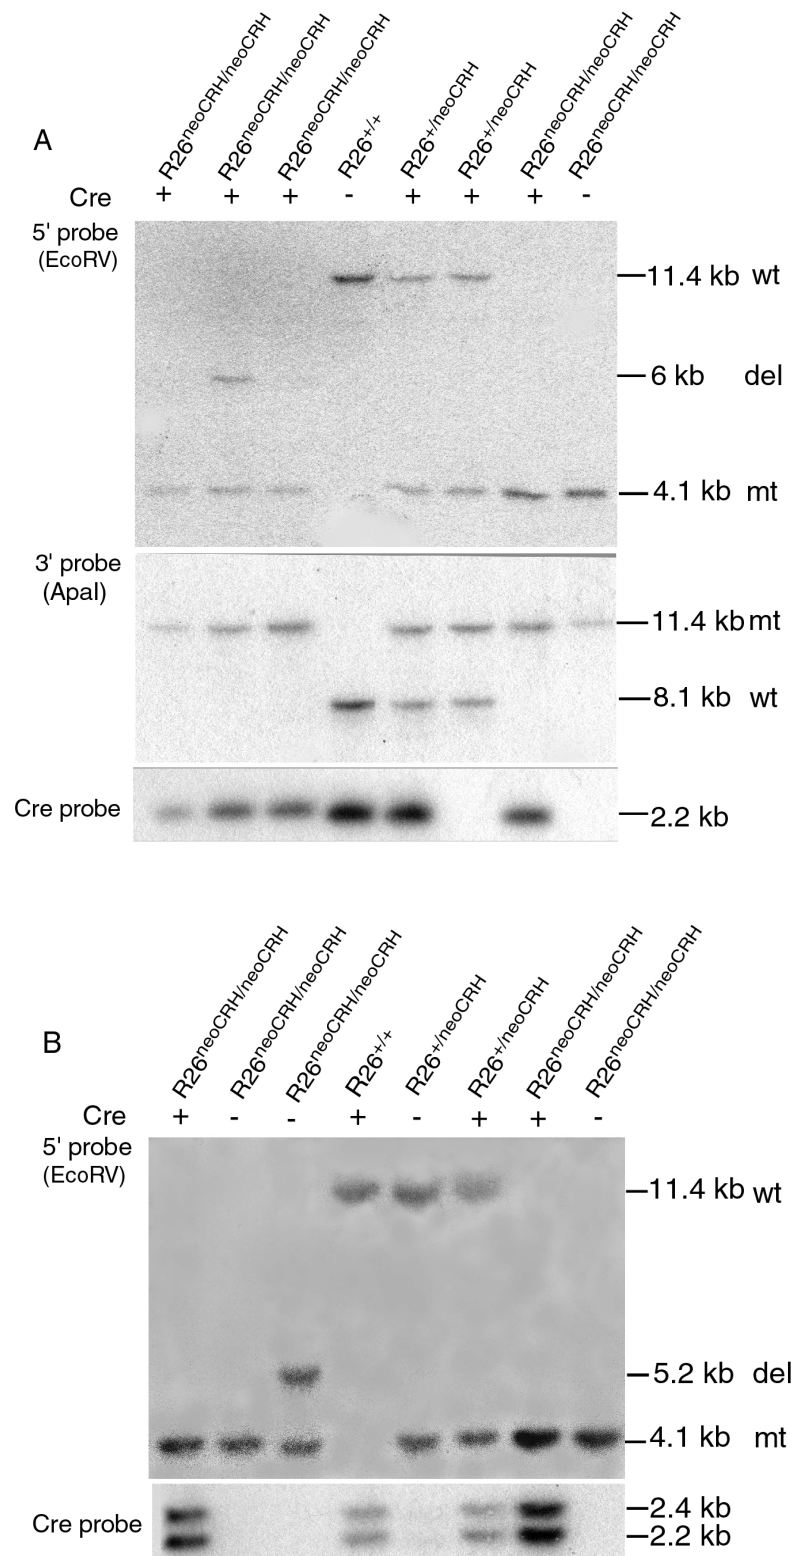 R26neoCRH/neoCRH R26neoCRH/neoCRH R26neoCRH/neoCRH R26+/+ R26+/neoCRH R26+/neoCRH R26neoCRH/neoCRH R26neoCRH/neoCRH
A
Cre + + + - + + + -
5' probe
(EcoRV)
11.4 kb wt
6 kb del
4.1 kb mt
3' probe
(ApaI)
11.4 kb mt
8.1 kb wt
Cre probe
2.2 kb
R26neoCRH/neoCRH R26neoCRH/neoCRH R26neoCRH/neoCRH R26+/+ R26+/neoCRH R26+/neoCRH R26neoCRH/neoCRH R26neoCRH/neoCRH
B
Cre + - - + - + + -
5' probe
(EcoRV)
11.4 kb wt
5.2 kb del
4.1 kb mt
2.4 kb
Cre probe
2.2 kb